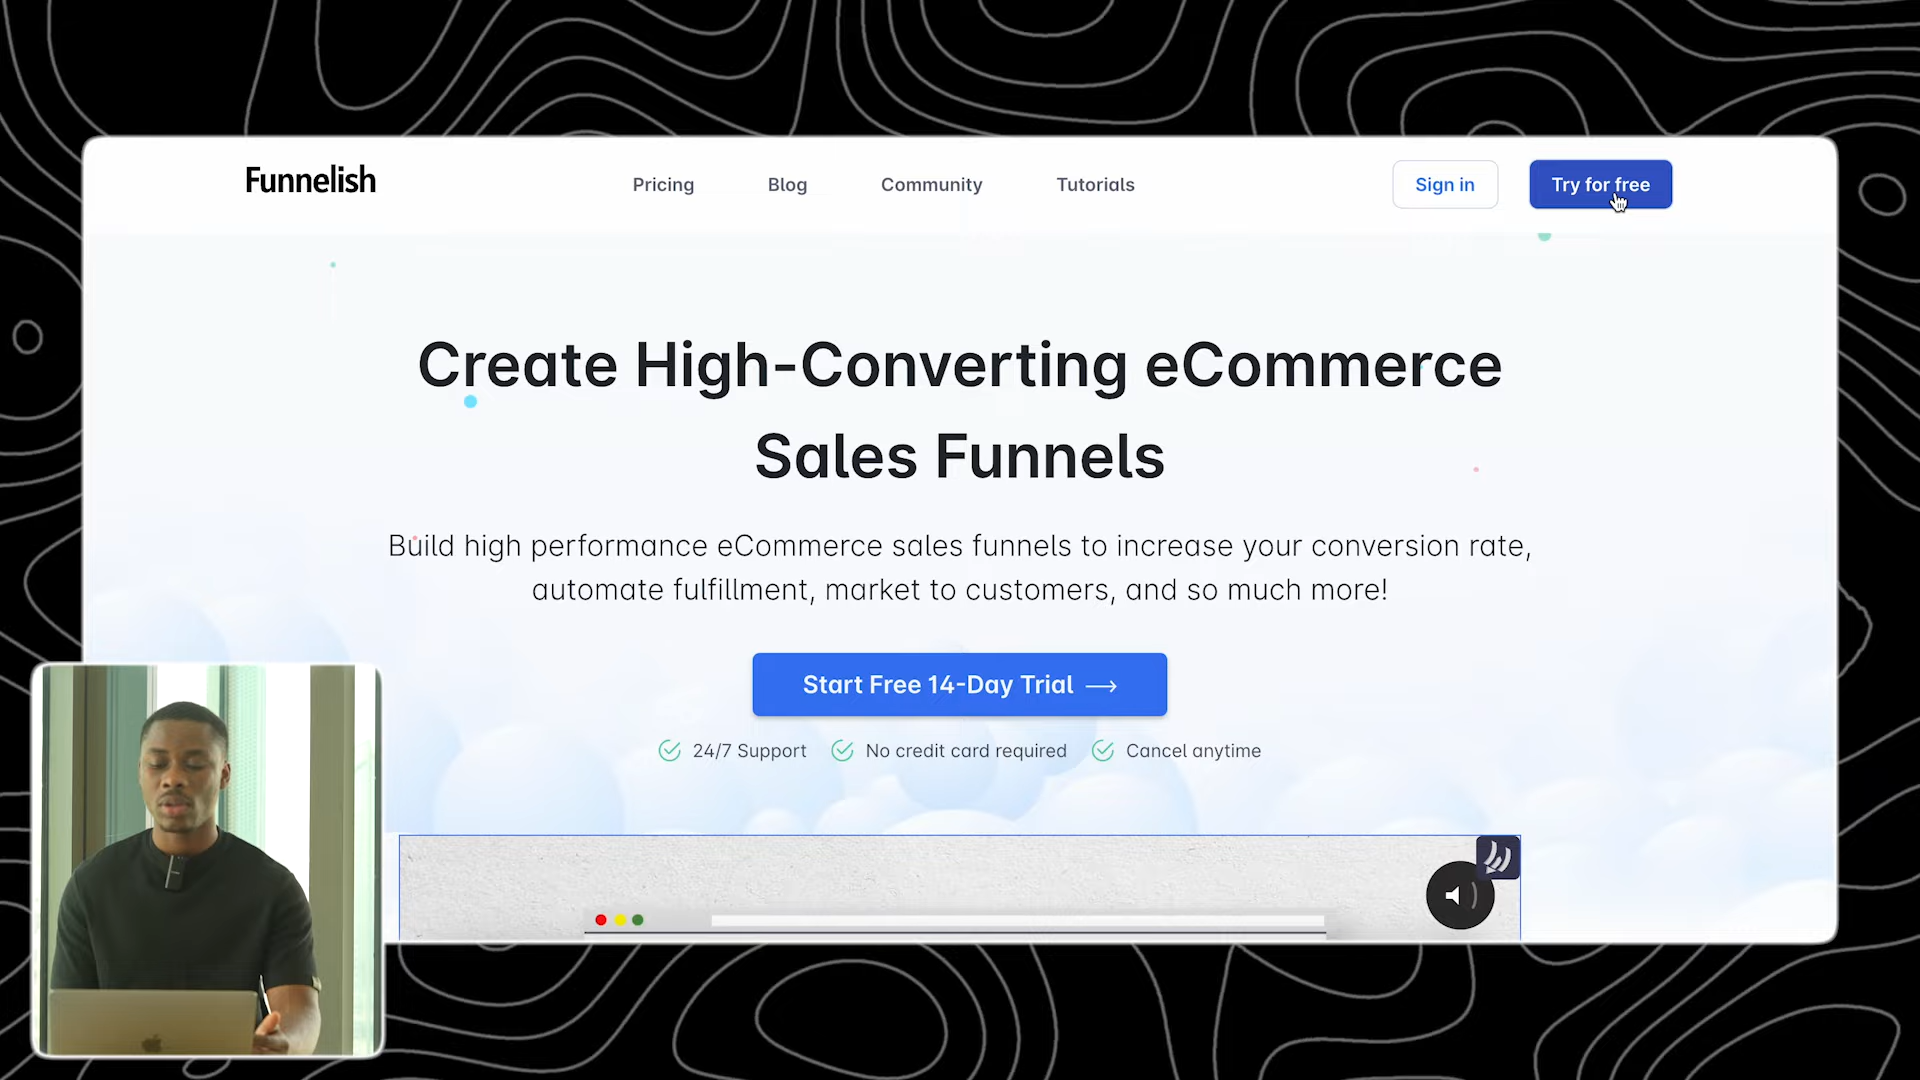 Funnelish
Pricing
Blog
Community
Tutorials
Sign in
Try for free
Create High-Converting eCommerce
Sales Funnels
Build high performance eCommerce sales funnels to increase your conversion rate,
automate fulfillment, market to customers, and so much more!
Start Free 14-Day Trial →
24/7 Support
No credit card required
Cancel anytime